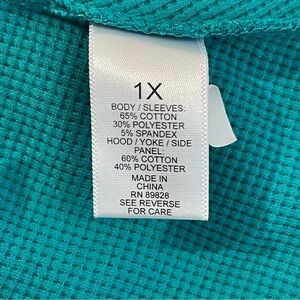 1X
BODY / SLEEVES:
65% COTTON
30% POLYESTER
5% SPANDEX
HOOD / YOKE / SIDE
PANEL:
60% COTTON
40% POLYESTER
MADE IN
CHINA
RN 89828
SEE REVERSE
FOR CARE